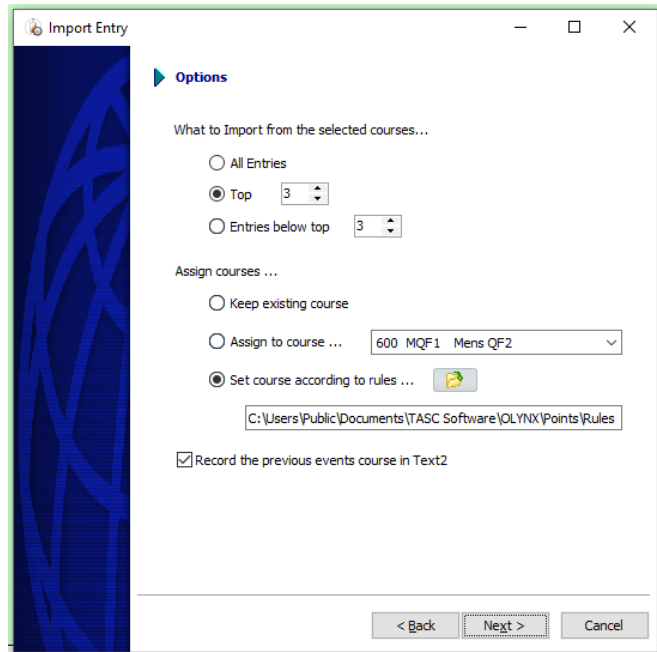 Import Entry
Options
What to Import from the selected courses...
All Entries
Top 3
Entries below top 3
Assign courses ...
Keep existing course
Assign to course ... 600 MQF1 Mens QF2
Set course according to rules ...
C:\Users\Public\Documents\TASC Software\OLYNX\Points\Rules
Record the previous events course in Text2
< Back Next > Cancel